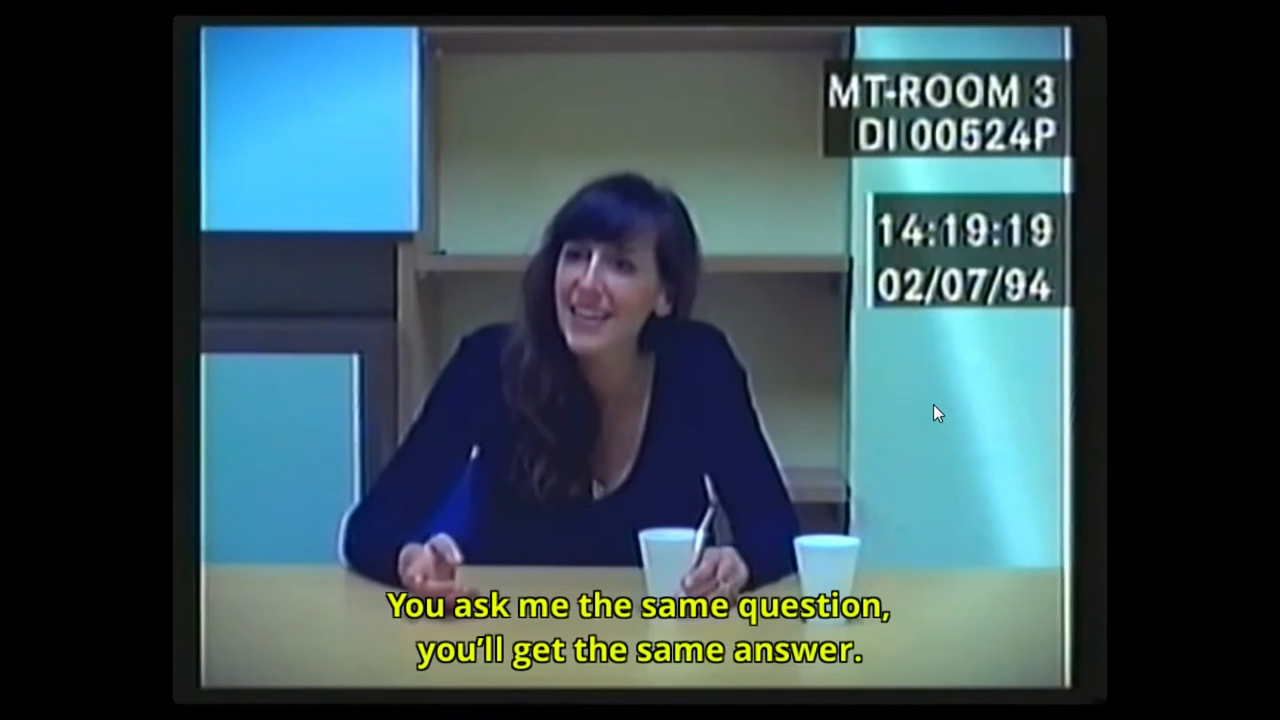 MT-ROOM 3
DI 00524P
14:19:19
02/07/94
You ask me the same question,
you’ll get the same answer.